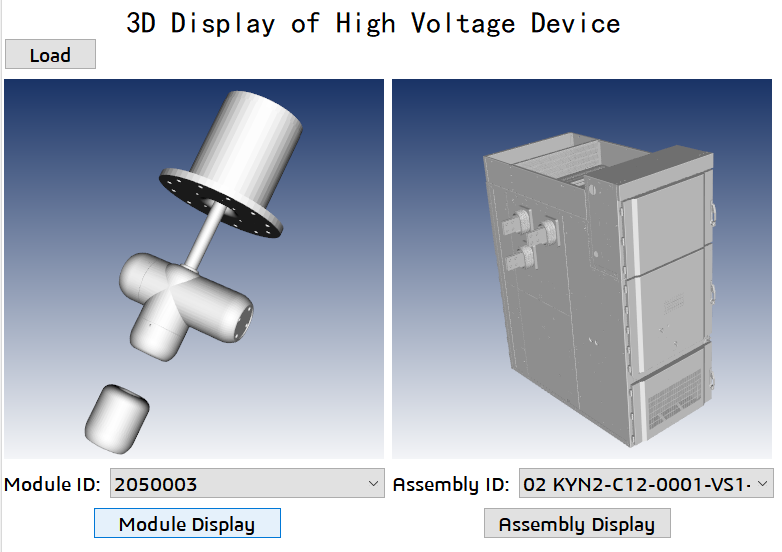 3D Display of High Voltage Device
Load
Module ID: 2050003
Assembly ID: 02 KYN2-C12-0001-VS1-
Module Display
Assembly Display